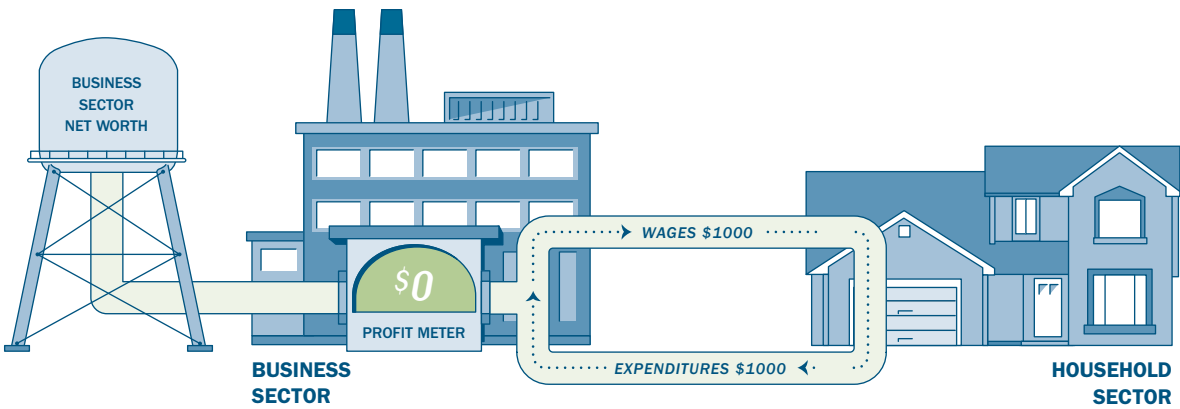 BUSINESS
SECTOR
NET WORTH
WAGES $1000
$0
PROFIT METER
EXPENDITURES $1000
BUSINESS
SECTOR
HOUSEHOLD
SECTOR